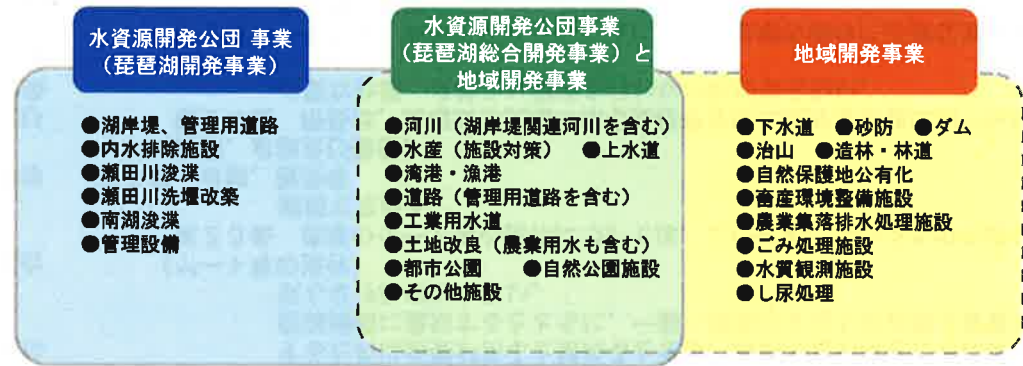 水資源開発公団 事業
（琵琶湖開発事業）
●湖岸堤、管理用道路
●内水排除施設
●瀬田川浚渫
●瀬田川洗堰改築
●南湖浚渫
●管理設備
水資源開発公団事業
（琵琶湖総合開発事業）と
地域開発事業
●河川（湖岸堤関連河川を含む）
●水産（施設対策） ●上水道
●湾港・漁港
●道路（管理用道路を含む）
●工業用水道
●土地改良（農業用水も含む）
●都市公園 ●自然公園施設
●その他施設
地域開発事業
●下水道 ●砂防 ●ダム
●治山 ●造林・林道
●自然保護地公有化
●畜産環境整備施設
●農業集落排水処理施設
●ごみ処理施設
●水質観測施設
●し尿処理